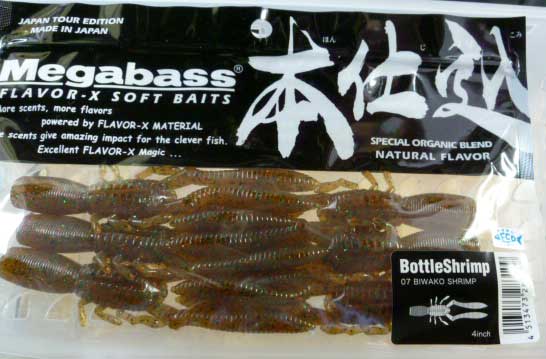 JAPAN TOUR EDITION
MADE IN JAPAN
Megabass®
FLAVOR-X SOFT BAITS
More scents, more flavors
powered by FLAVOR-X MATERIAL
e scents give amazing impact for the clever fish.
Excellent FLAVOR-X Magic ...
ほん じ こみ
本仕込
SPECIAL ORGANIC BLEND
NATURAL FLAVOR
BottleShrimp
07 BIWAKO SHRIMP
4inch